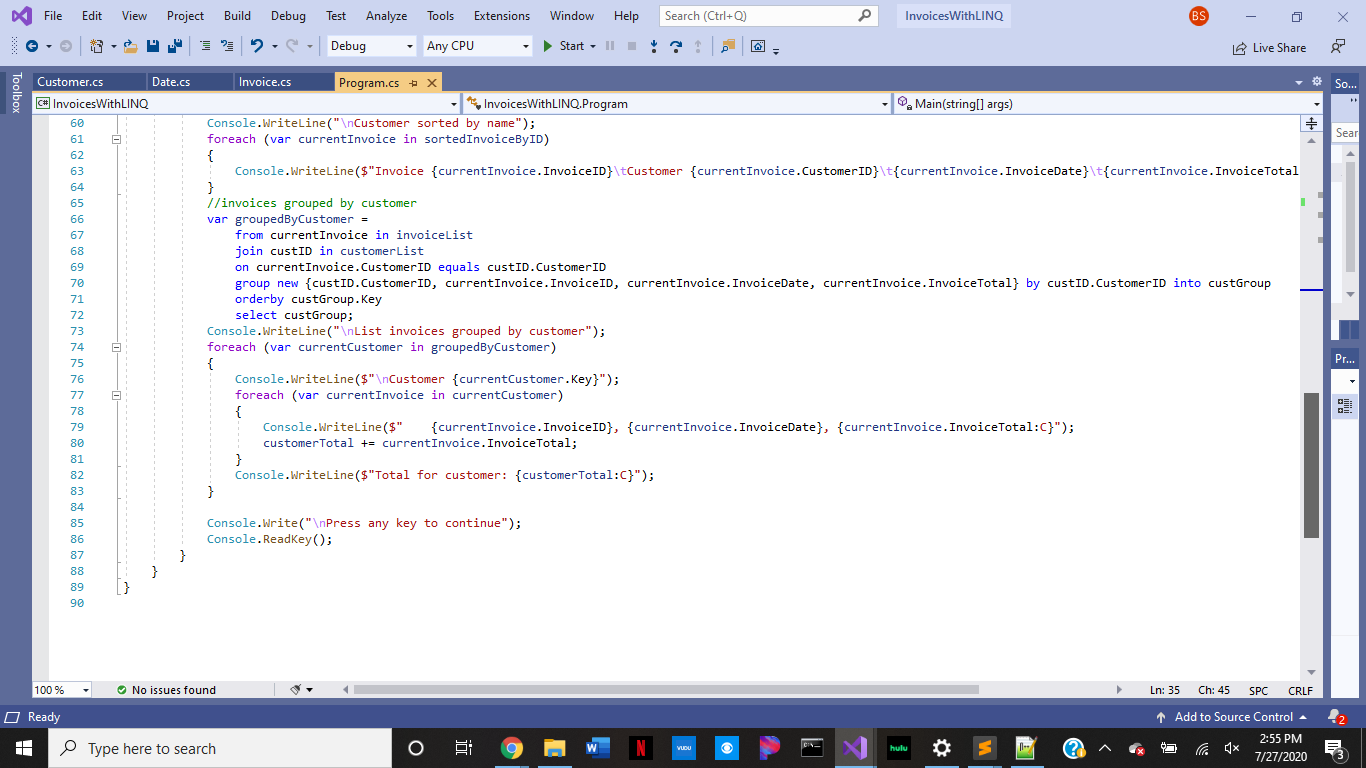 File Edit View Project Build Debug Test Analyze Tools Extensions Window Help Search (Ctrl+Q) InvoicesWithLINQ BS
Debug Any CPU Start Live Share
Toolbox
Customer.cs Date.cs Invoice.cs Program.cs So...
C# InvoicesWithLINQ InvoicesWithLINQ.Program Main(string[] args)
Sear
60 Console.WriteLine("\nCustomer sorted by name");
61 foreach (var currentInvoice in sortedInvoiceByID)
62 {
63 Console.WriteLine($"Invoice {currentInvoice.InvoiceID}\tCustomer {currentInvoice.CustomerID}\t{currentInvoice.InvoiceDate}\t{currentInvoice.InvoiceTotal
64 }
65 //invoices grouped by customer
66 var groupedByCustomer =
67 from currentInvoice in invoiceList
68 join custID in customerList
69 on currentInvoice.CustomerID equals custID.CustomerID
70 group new {custID.CustomerID, currentInvoice.InvoiceID, currentInvoice.InvoiceDate, currentInvoice.InvoiceTotal} by custID.CustomerID into custGroup
71 orderby custGroup.Key
72 select custGroup;
73 Console.WriteLine("\nList invoices grouped by customer");
74 foreach (var currentCustomer in groupedByCustomer)
75 {
76 Console.WriteLine($"\nCustomer {currentCustomer.Key}");
77 foreach (var currentInvoice in currentCustomer)
78 {
79 Console.WriteLine($"    {currentInvoice.InvoiceID}, {currentInvoice.InvoiceDate}, {currentInvoice.InvoiceTotal:C}");
80 customerTotal += currentInvoice.InvoiceTotal;
81 }
82 Console.WriteLine($"Total for customer: {customerTotal:C}");
83 }
84
85 Console.Write("\nPress any key to continue");
86 Console.ReadKey();
87 }
88 }
89 }
90
Pr...
100 % No issues found Ln: 35 Ch: 45 SPC CRLF
Ready Add to Source Control 2
Type here to search W N VUDU hulu 2:55 PM
7/27/2020 3